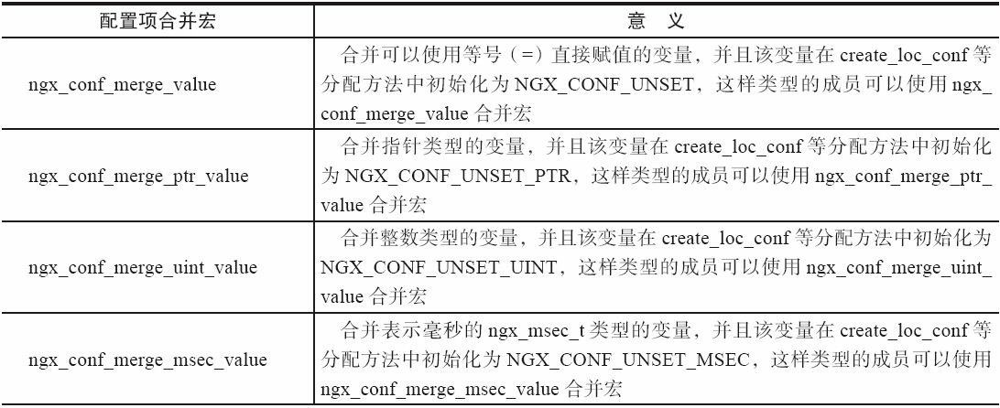 配置项合并宏
意 义
ngx_conf_merge_value
合并可以使用等号（=）直接赋值的变量，并且该变量在 create_loc_conf 等
分配方法中初始化为 NGX_CONF_UNSET，这样类型的成员可以使用 ngx_
conf_merge_value 合并宏
ngx_conf_merge_ptr_value
合并指针类型的变量，并且该变量在 create_loc_conf 等分配方法中初始化
为 NGX_CONF_UNSET_PTR，这样类型的成员可以使用 ngx_conf_merge_ptr_
value 合并宏
ngx_conf_merge_uint_value
合并整数类型的变量，并且该变量在 create_loc_conf 等分配方法中初始化为
NGX_CONF_UNSET_UINT，这样类型的成员可以使用 ngx_conf_merge_uint_
value 合并宏
ngx_conf_merge_msec_value
合并表示毫秒的 ngx_msec_t 类型的变量，并且该变量在 create_loc_conf 等
分配方法中初始化为 NGX_CONF_UNSET_MSEC，这样类型的成员可以使用
ngx_conf_merge_msec_value 合并宏